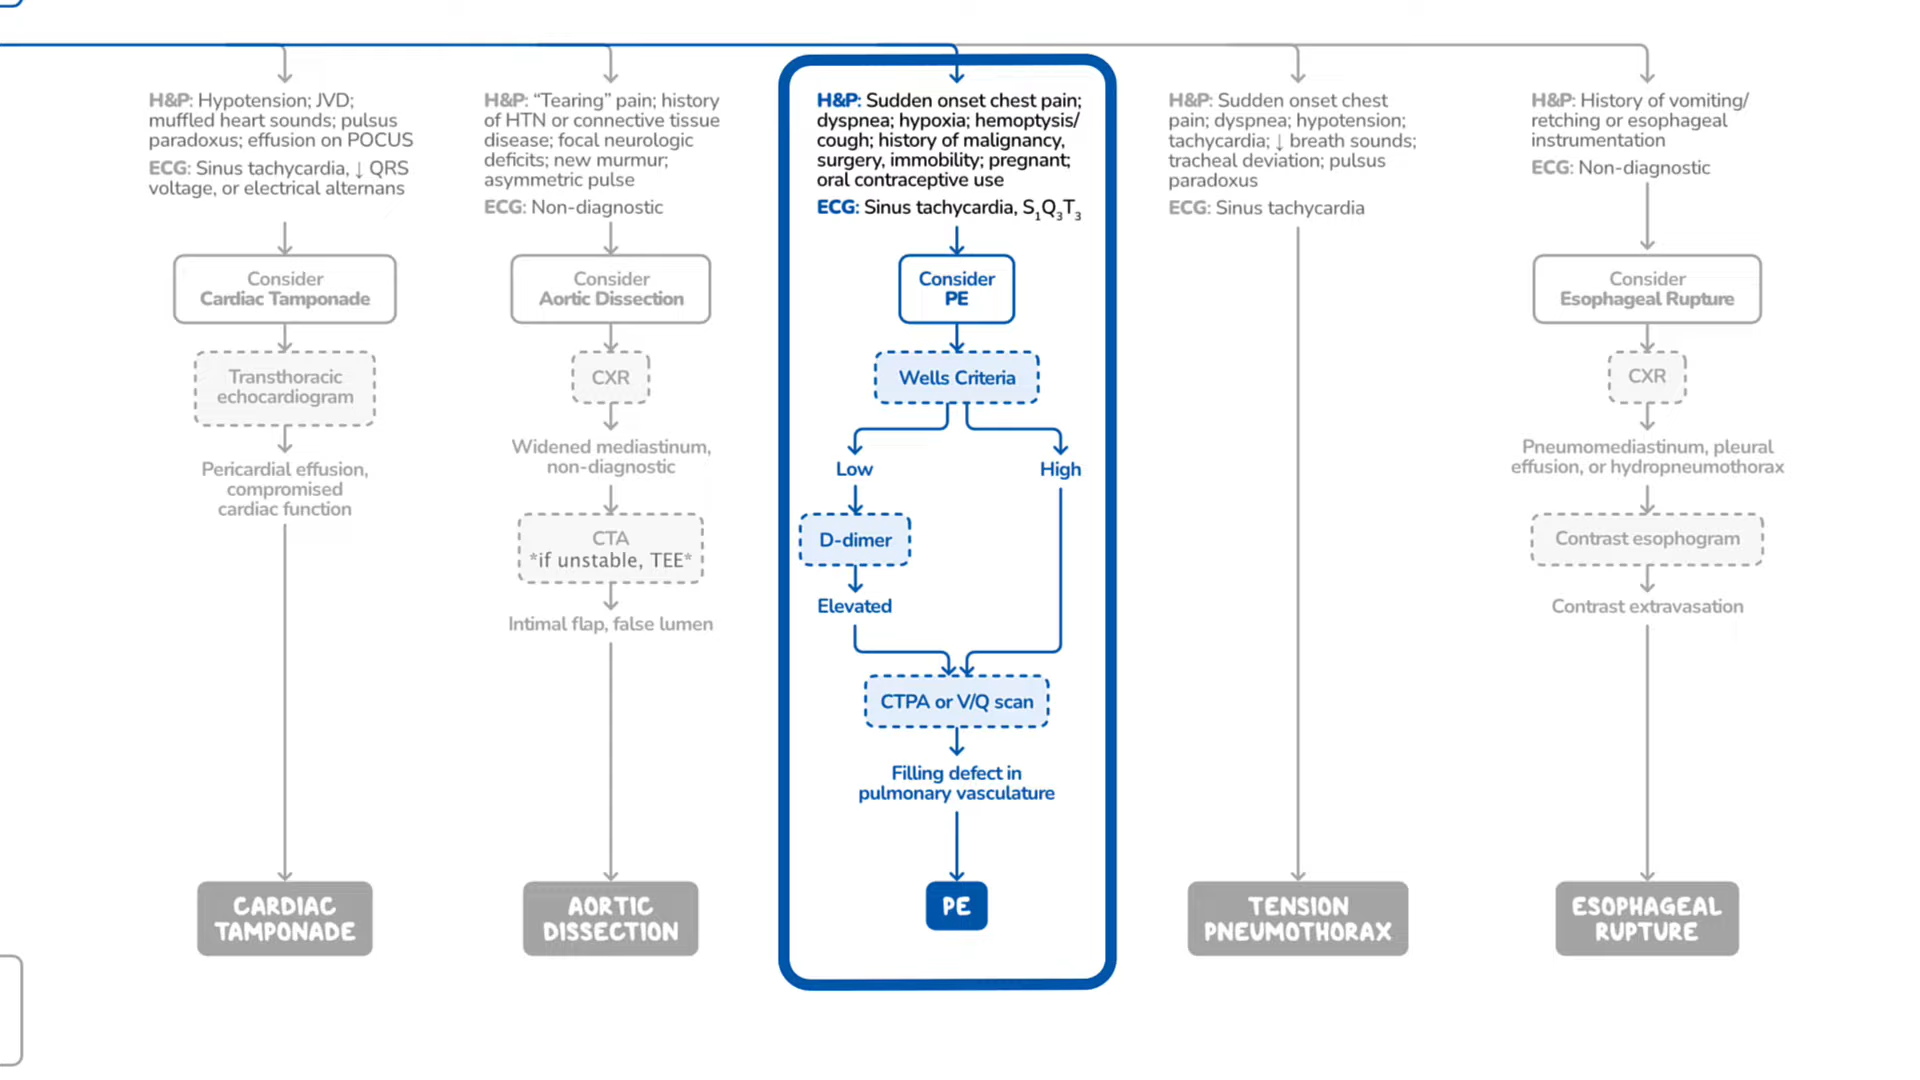 H&P: Hypotension; JVD;
muffled heart sounds; pulsus
paradoxus; effusion on POCUS
ECG: Sinus tachycardia, ↓ QRS
voltage, or electrical alternans
Consider
Cardiac Tamponade
Transthoracic
echocardiogram
Pericardial effusion,
compromised
cardiac function
CARDIAC
TAMPONADE
H&P: “Tearing” pain; history
of HTN or connective tissue
disease; focal neurologic
deficits; new murmur;
asymmetric pulse
ECG: Non-diagnostic
Consider
Aortic Dissection
CXR
Widened mediastinum,
non-diagnostic
CTA
*if unstable, TEE*
Intimal flap, false lumen
AORTIC
DISSECTION
H&P: Sudden onset chest pain;
dyspnea; hypoxia; hemoptysis/
cough; history of malignancy,
surgery, immobility; pregnant;
oral contraceptive use
ECG: Sinus tachycardia, S₁Q₃T₃
Consider
PE
Wells Criteria
Low
High
D-dimer
Elevated
CTPA or V/Q scan
Filling defect in
pulmonary vasculature
PE
H&P: Sudden onset chest
pain; dyspnea; hypotension;
tachycardia; ↓ breath sounds;
tracheal deviation; pulsus
paradoxus
ECG: Sinus tachycardia
TENSION
PNEUMOTHORAX
H&P: History of vomiting/
retching or esophageal
instrumentation
ECG: Non-diagnostic
Consider
Esophageal Rupture
CXR
Pneumomediastinum, pleural
effusion, or hydropneumothorax
Contrast esophogram
Contrast extravasation
ESOPHAGEAL
RUPTURE